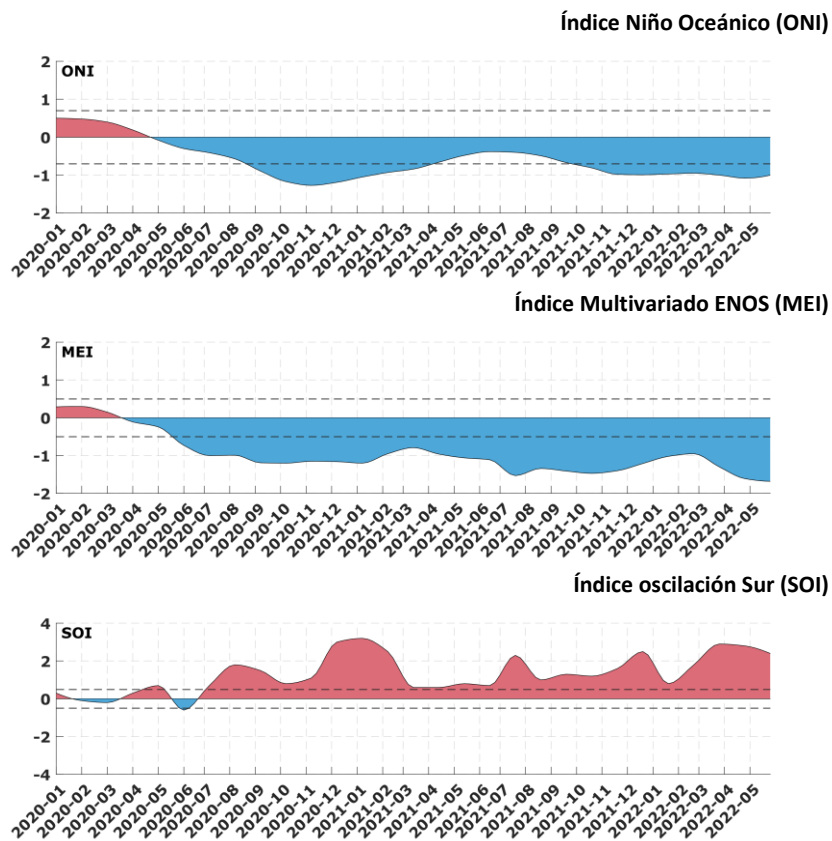 Índice Niño Oceánico (ONI)
2
ONI
1
0
-1
-2
2020-01 2020-02 2020-03 2020-04 2020-05 2020-06 2020-07 2020-08 2020-09 2020-10 2020-11 2020-12 2021-01 2021-02 2021-03 2021-04 2021-05 2021-06 2021-07 2021-08 2021-09 2021-10 2021-11 2021-12 2022-01 2022-02 2022-03 2022-04 2022-05
Índice Multivariado ENOS (MEI)
2
MEI
1
0
-1
-2
2020-01 2020-02 2020-03 2020-04 2020-05 2020-06 2020-07 2020-08 2020-09 2020-10 2020-11 2020-12 2021-01 2021-02 2021-03 2021-04 2021-05 2021-06 2021-07 2021-08 2021-09 2021-10 2021-11 2021-12 2022-01 2022-02 2022-03 2022-04 2022-05
Índice oscilación Sur (SOI)
4
SOI
2
0
-2
-4
2020-01 2020-02 2020-03 2020-04 2020-05 2020-06 2020-07 2020-08 2020-09 2020-10 2020-11 2020-12 2021-01 2021-02 2021-03 2021-04 2021-05 2021-06 2021-07 2021-08 2021-09 2021-10 2021-11 2021-12 2022-01 2022-02 2022-03 2022-04 2022-05